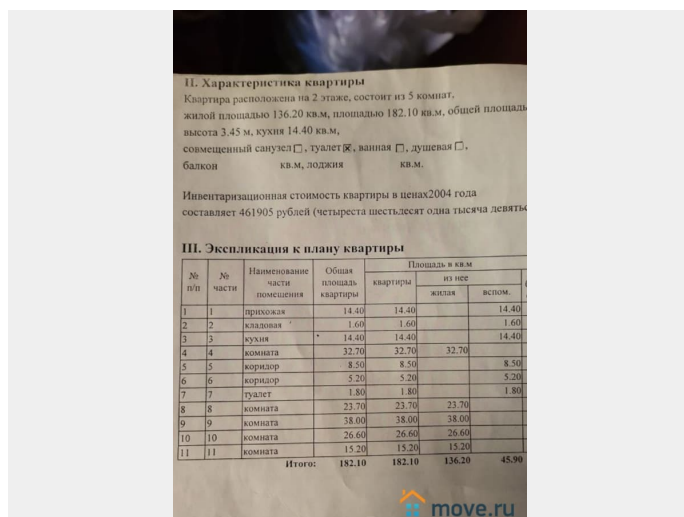 II. Характеристика квартиры
Квартира расположена на 2 этаже, состоит из 5 комнат,
жилой площадью 136.20 кв.м, площадью 182.10 кв.м, общей площадь
высота 3.45 м, кухня 14.40 кв.м,
совмещенный санузел ☐, туалет ☒, ванная ☐, душевая ☐,
балкон кв.м, лоджия кв.м.
Инвентаризационная стоимость квартиры в ценах2004 года
составляет 461905 рублей (четыреста шестьдесят одна тысяча девятьс
III. Экспликация к плану квартиры
№ п/п № части Наименование части помещения Общая площадь квартиры Площадь в кв.м
квартиры из нее
жилая вспом.
1 1 прихожая 14.40 14.40 14.40
2 2 кладовая 1.60 1.60 1.60
3 3 кухня 14.40 14.40 14.40
4 4 комната 32.70 32.70 32.70
5 5 коридор 8.50 8.50 8.50
6 6 коридор 5.20 5.20 5.20
7 7 туалет 1.80 1.80 1.80
8 8 комната 23.70 23.70 23.70
9 9 комната 38.00 38.00 38.00
10 10 комната 26.60 26.60 26.60
11 11 комната 15.20 15.20 15.20
Итого: 182.10 182.10 136.20 45.90
move.ru